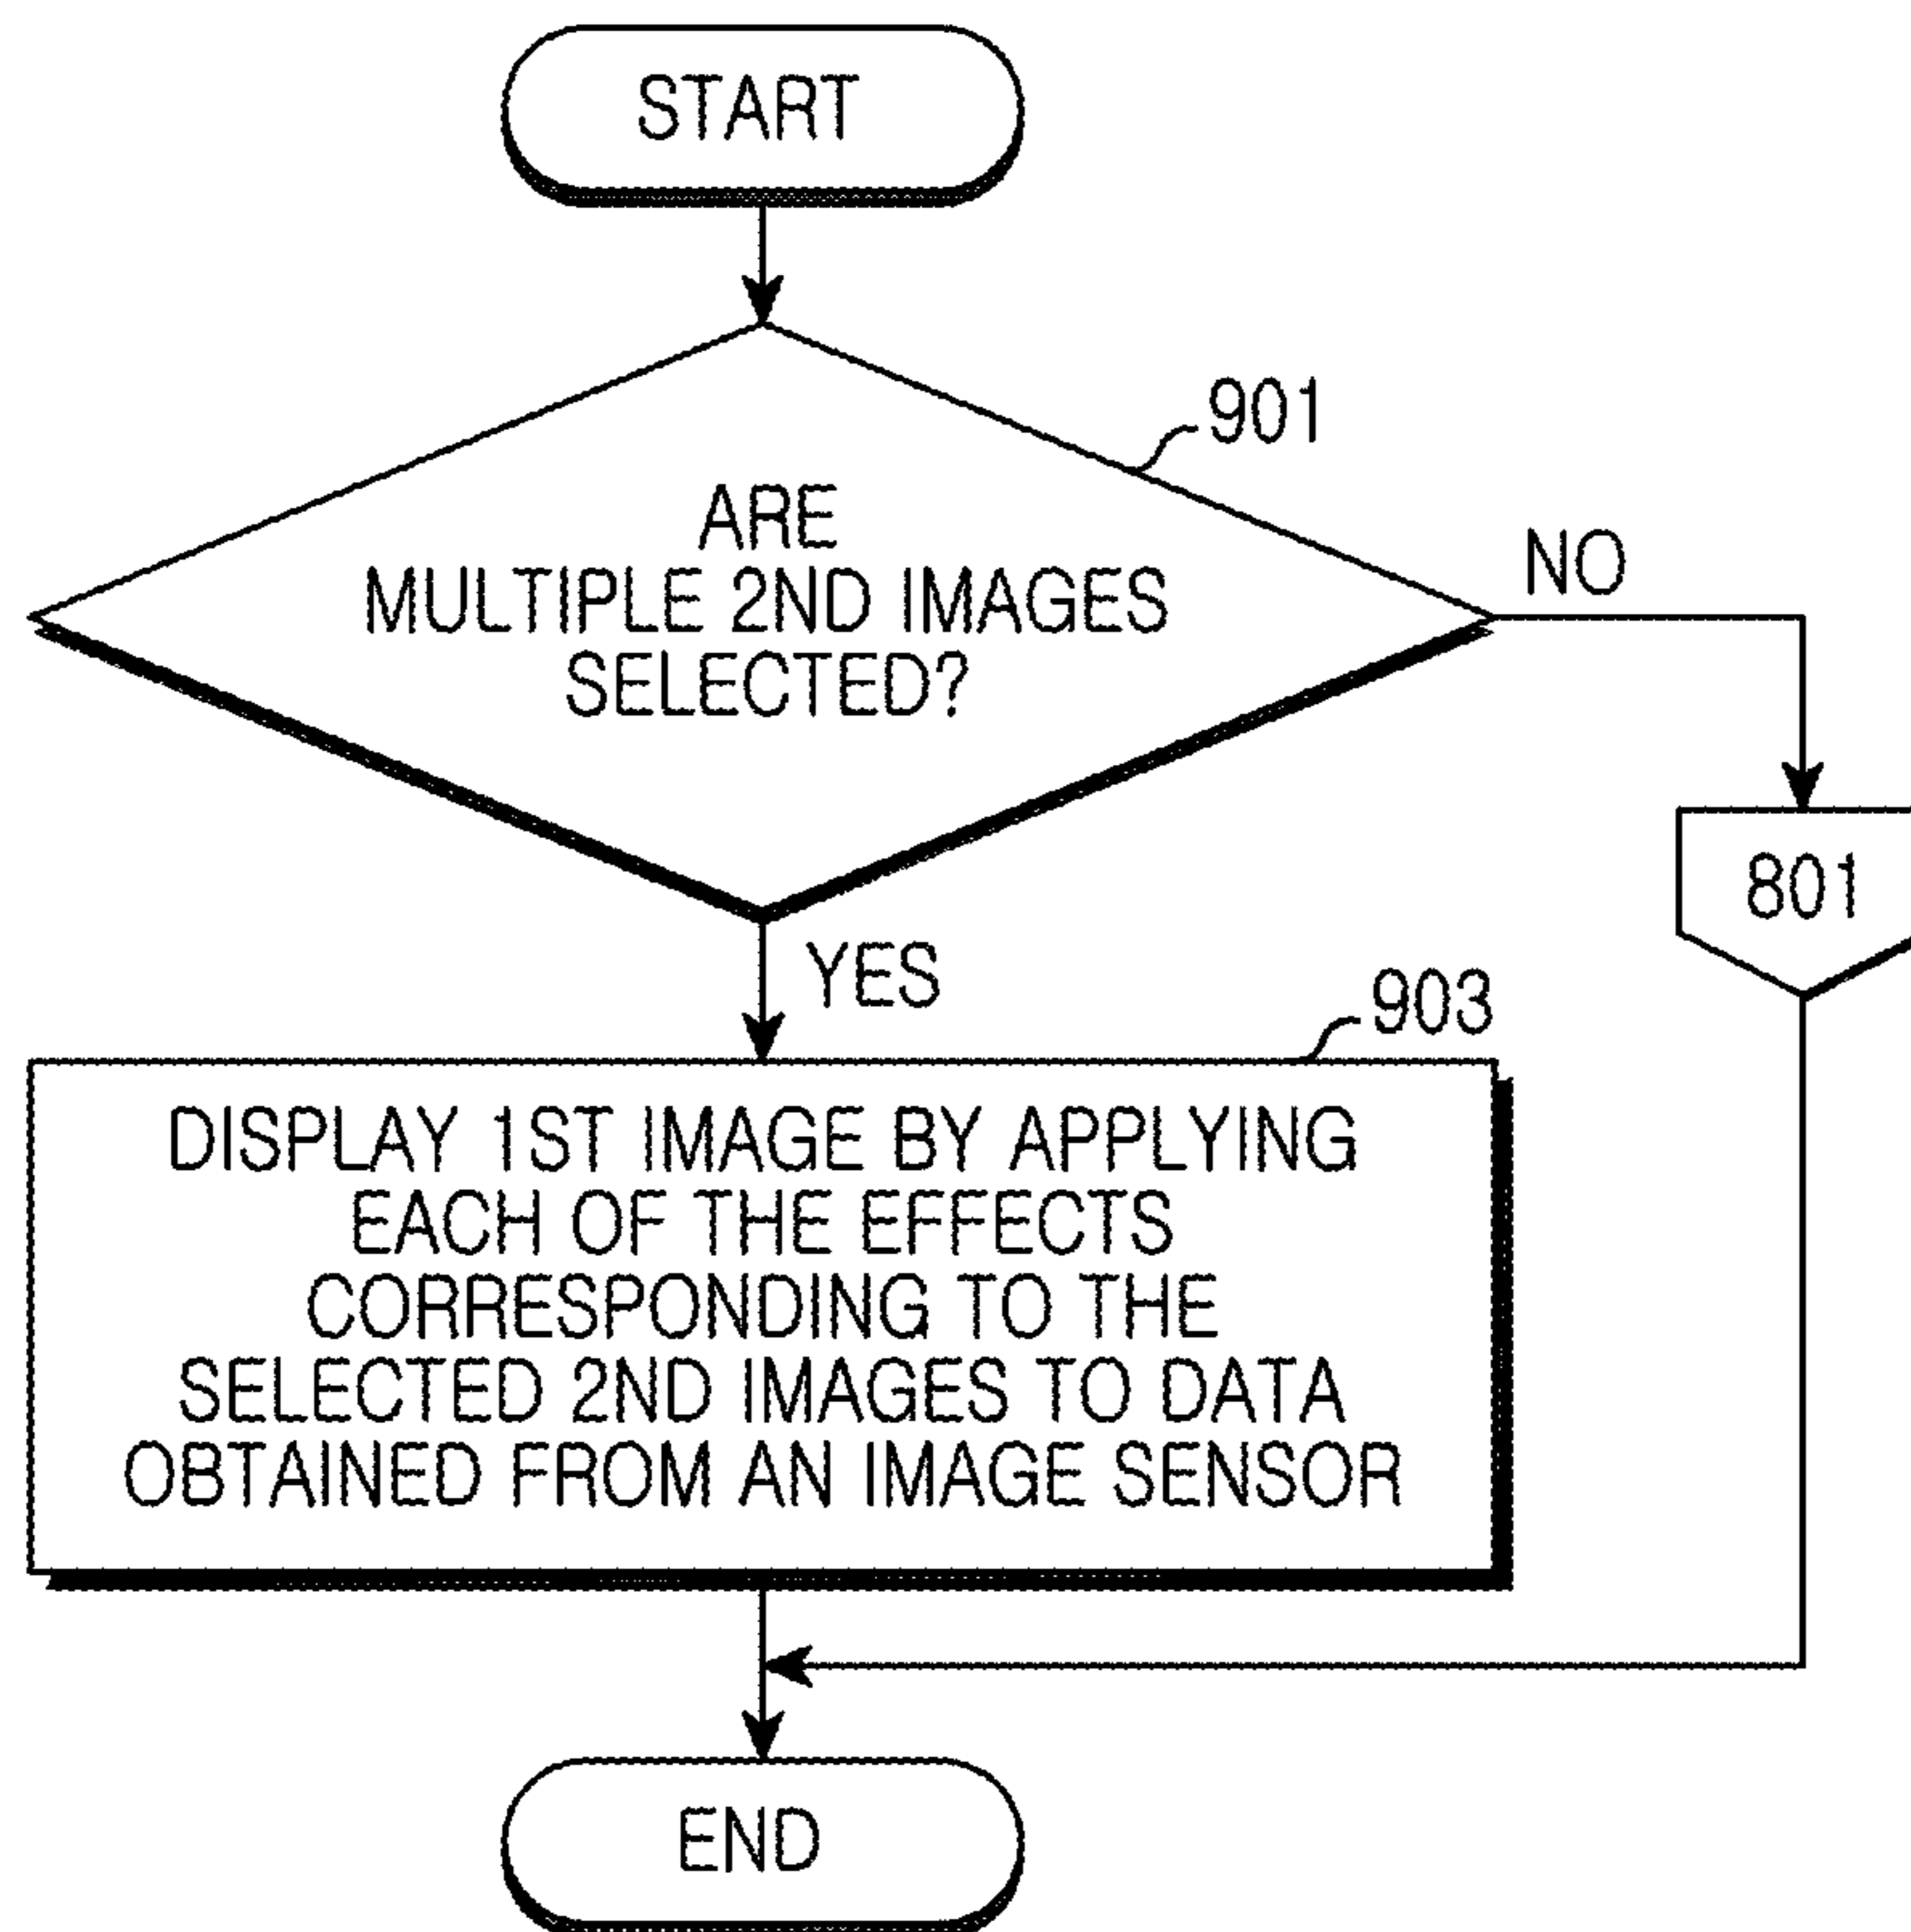 START
901
ARE
MULTIPLE 2ND IMAGES
SELECTED?
NO
801
YES
903
DISPLAY 1ST IMAGE BY APPLYING
EACH OF THE EFFECTS
CORRESPONDING TO THE
SELECTED 2ND IMAGES TO DATA
OBTAINED FROM AN IMAGE SENSOR
END